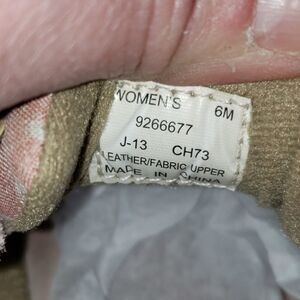 WOMEN'S 6M
9266677
J-13 CH73
LEATHER/FABRIC UPPER
MADE IN CHINA